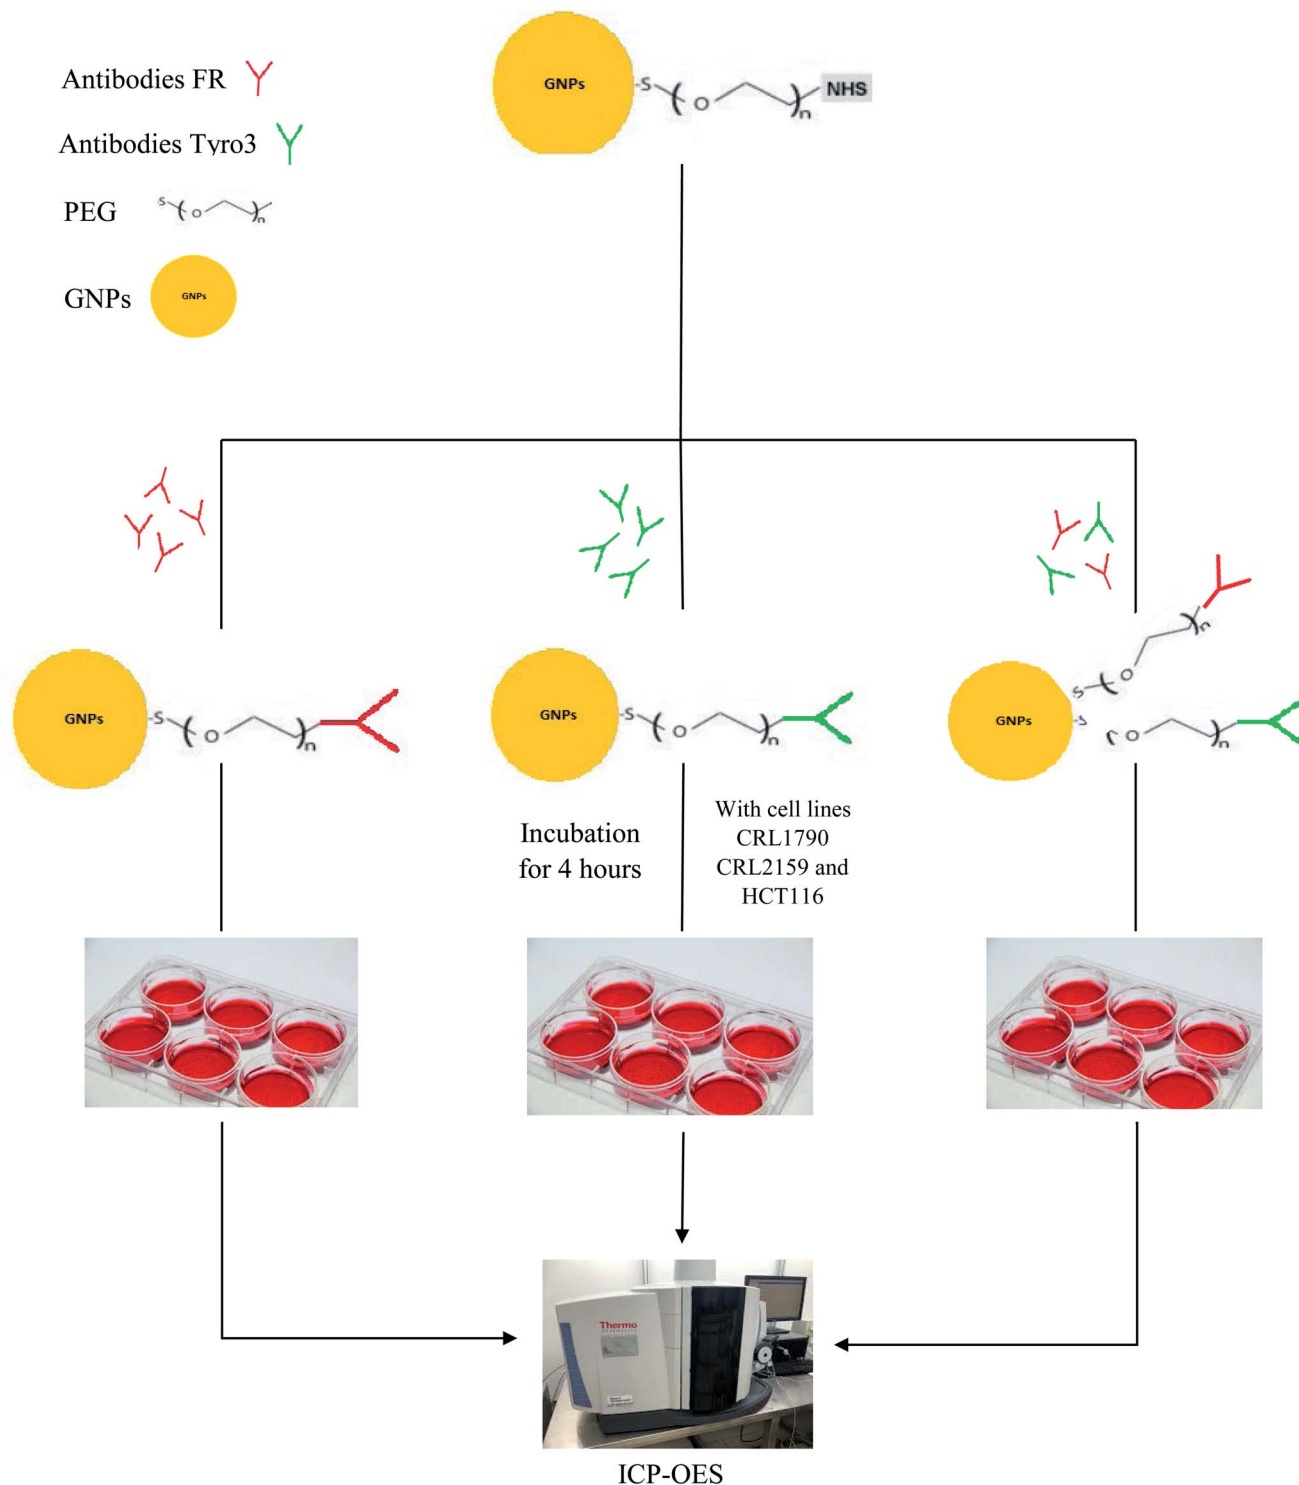 Antibodies FR
Antibodies Tyro3
PEG
S ( O )n
GNPs
GNPs
GNPs
-S ( O )n NHS
GNPs
-S ( O )n
GNPs
-S ( O )n
GNPs
S ( O )n
-S
( O )n
Incubation
for 4 hours
With cell lines
CRL1790
CRL2159 and
HCT116
Thermo
ICP-OES